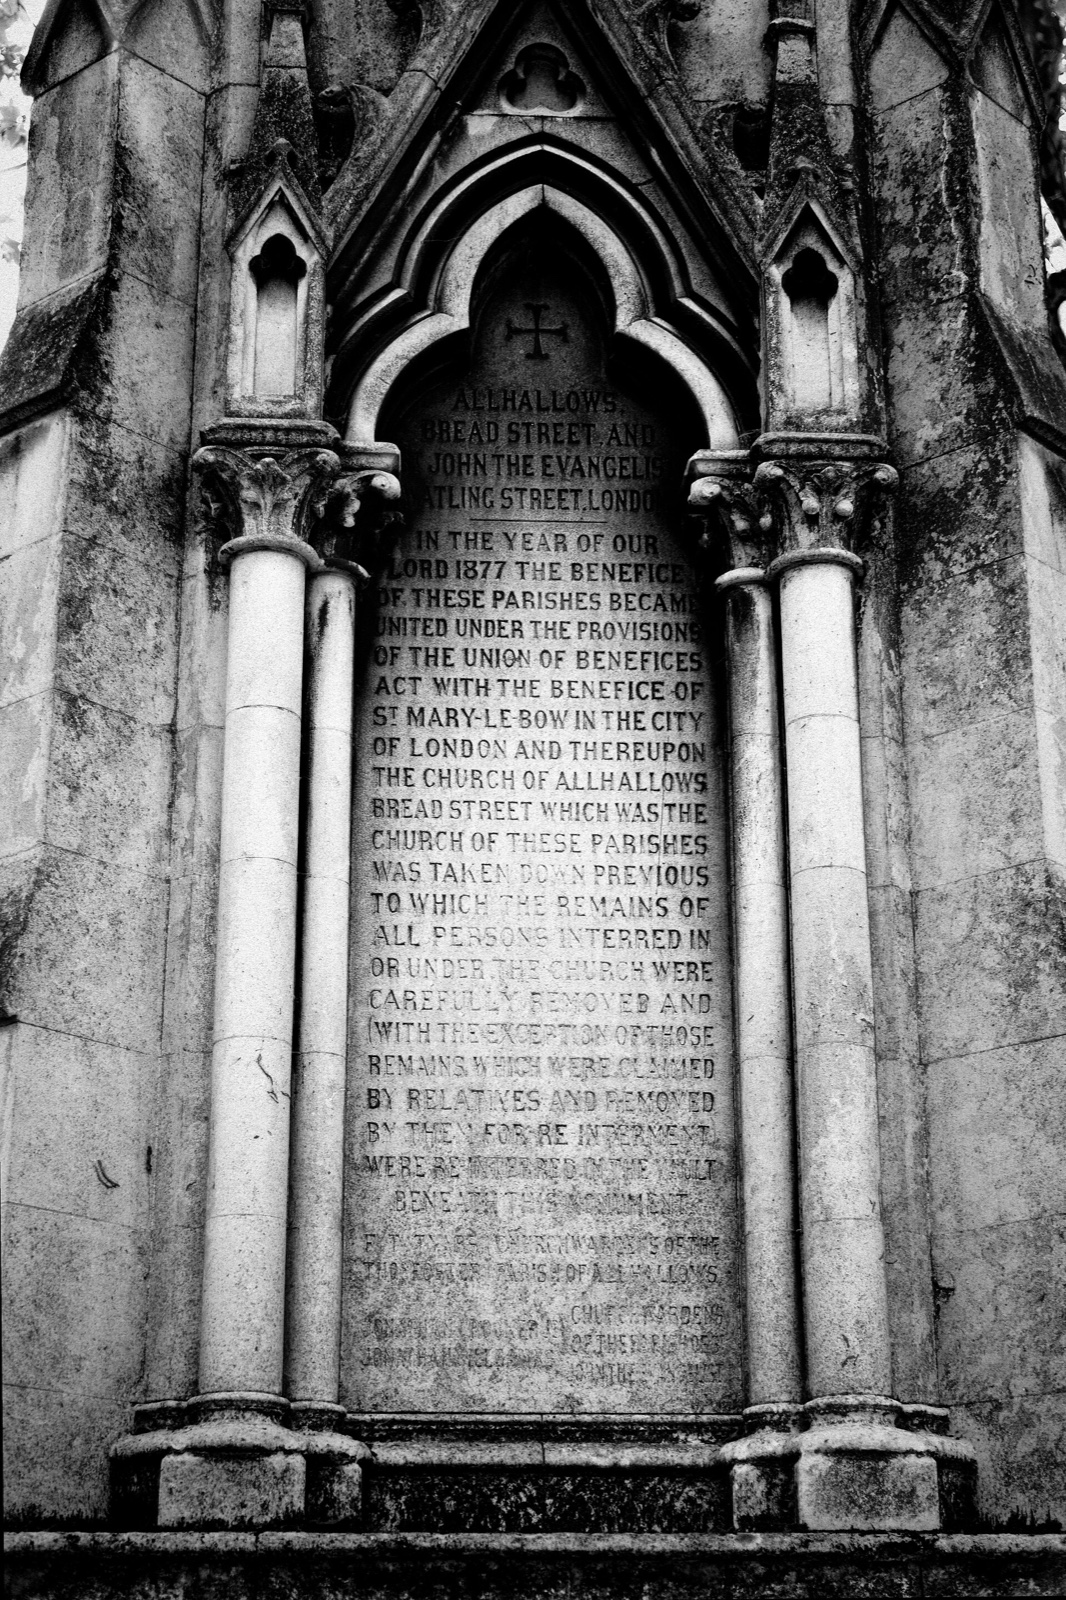 ALLHALLOWS,
BREAD STREET, AND
JOHN THE EVANGELIS
ATLING STREET, LONDO
IN THE YEAR OF OUR
LORD 1877 THE BENEFICE
OF THESE PARISHES BECAME
UNITED UNDER THE PROVISIONS
OF THE UNION OF BENEFICES
ACT WITH THE BENEFICE OF
ST MARY-LE-BOW IN THE CITY
OF LONDON AND THEREUPON
THE CHURCH OF ALLHALLOWS
BREAD STREET WHICH WAS THE
CHURCH OF THESE PARISHES
WAS TAKEN DOWN PREVIOUS
TO WHICH THE REMAINS OF
ALL PERSONS INTERRED IN
OR UNDER THE CHURCH WERE
CAREFULLY REMOVED AND
(WITH THE EXCEPTION OF THOSE
REMAINS WHICH WERE CLAIMED
BY RELATIVES AND REMOVED
BY THEM FOR RE INTERMENT)
WERE RE INTERRED IN THE VAULT
BENEATH THIS MONUMENT.
CHURCHWARDENS OF THE
PARISH OF ALLHALLOWS.
CHURCHWARDENS
OF THE PARISH OF